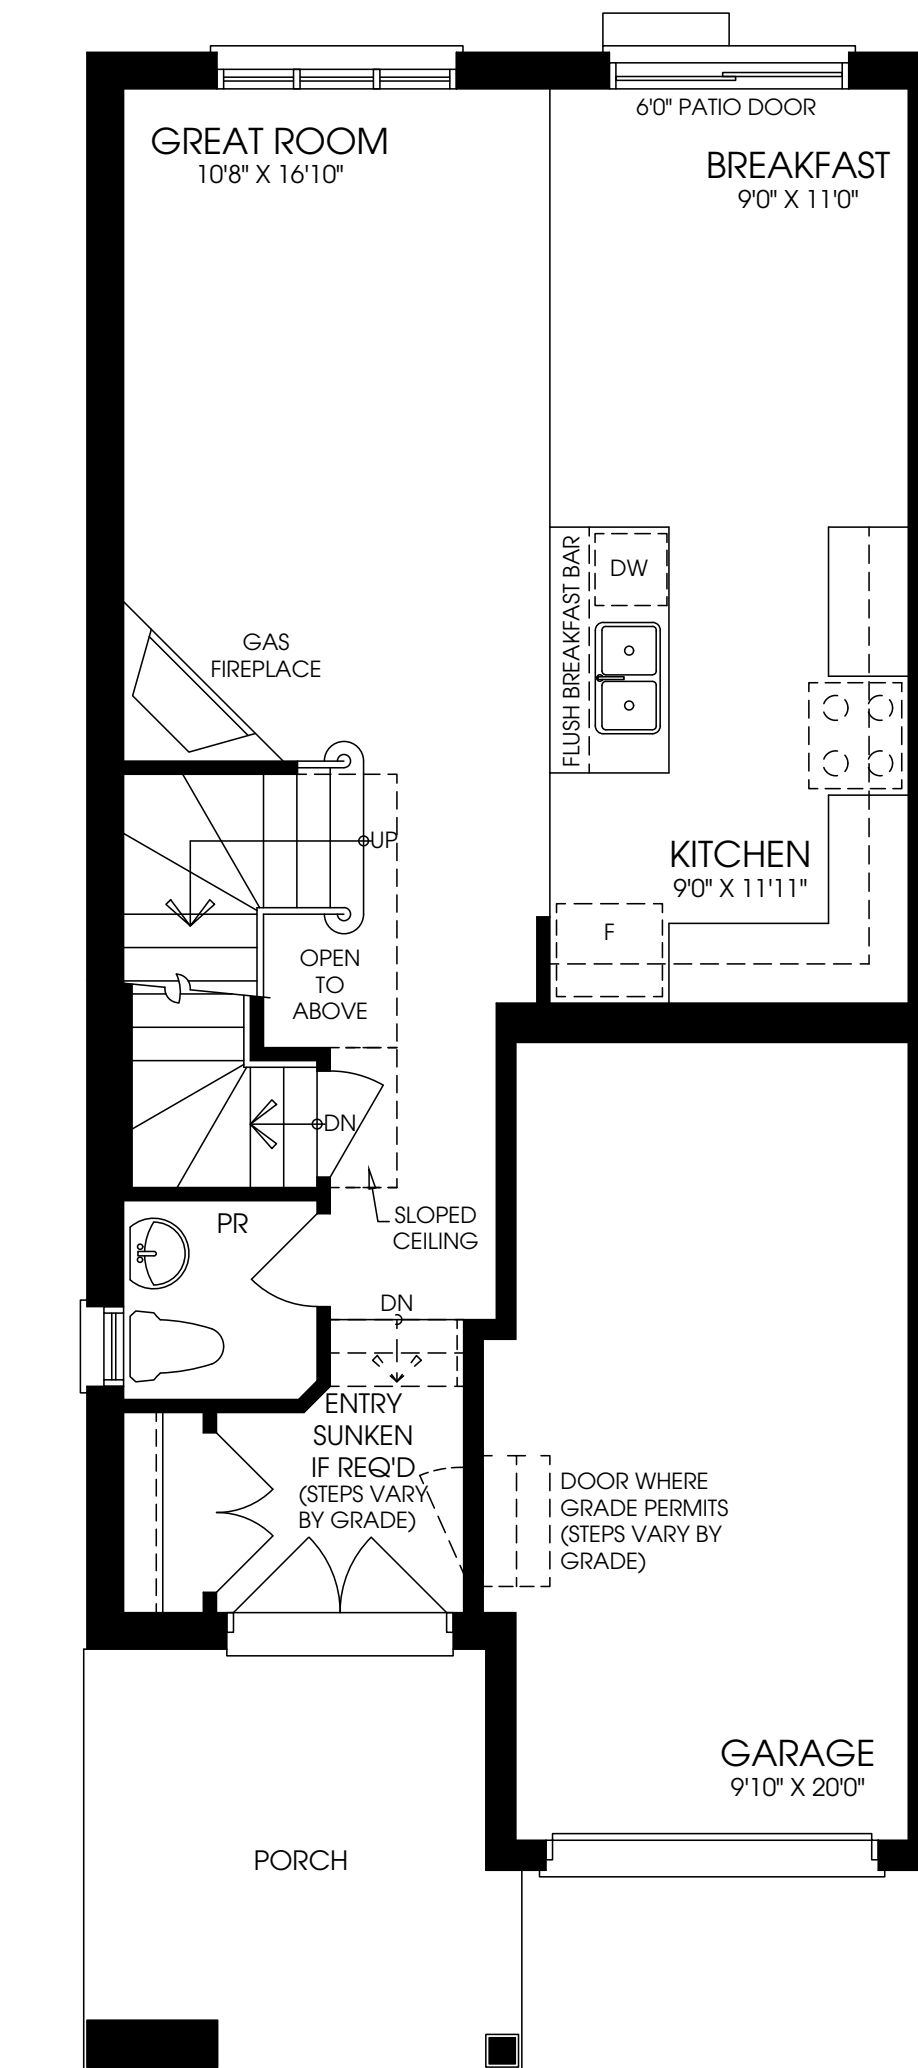 6'0" PATIO DOOR
GREAT ROOM
10'8" X 16'10"
BREAKFAST
9'0" X 11'0"
FLUSH BREAKFAST BAR
DW
GAS
FIREPLACE
UP
KITCHEN
9'0" X 11'11"
F
OPEN
TO
ABOVE
DN
PR
SLOPED
CEILING
DN
ENTRY
SUNKEN
IF REQ'D
(STEPS VARY
BY GRADE)
DOOR WHERE
GRADE PERMITS
(STEPS VARY BY
GRADE)
GARAGE
9'10" X 20'0"
PORCH